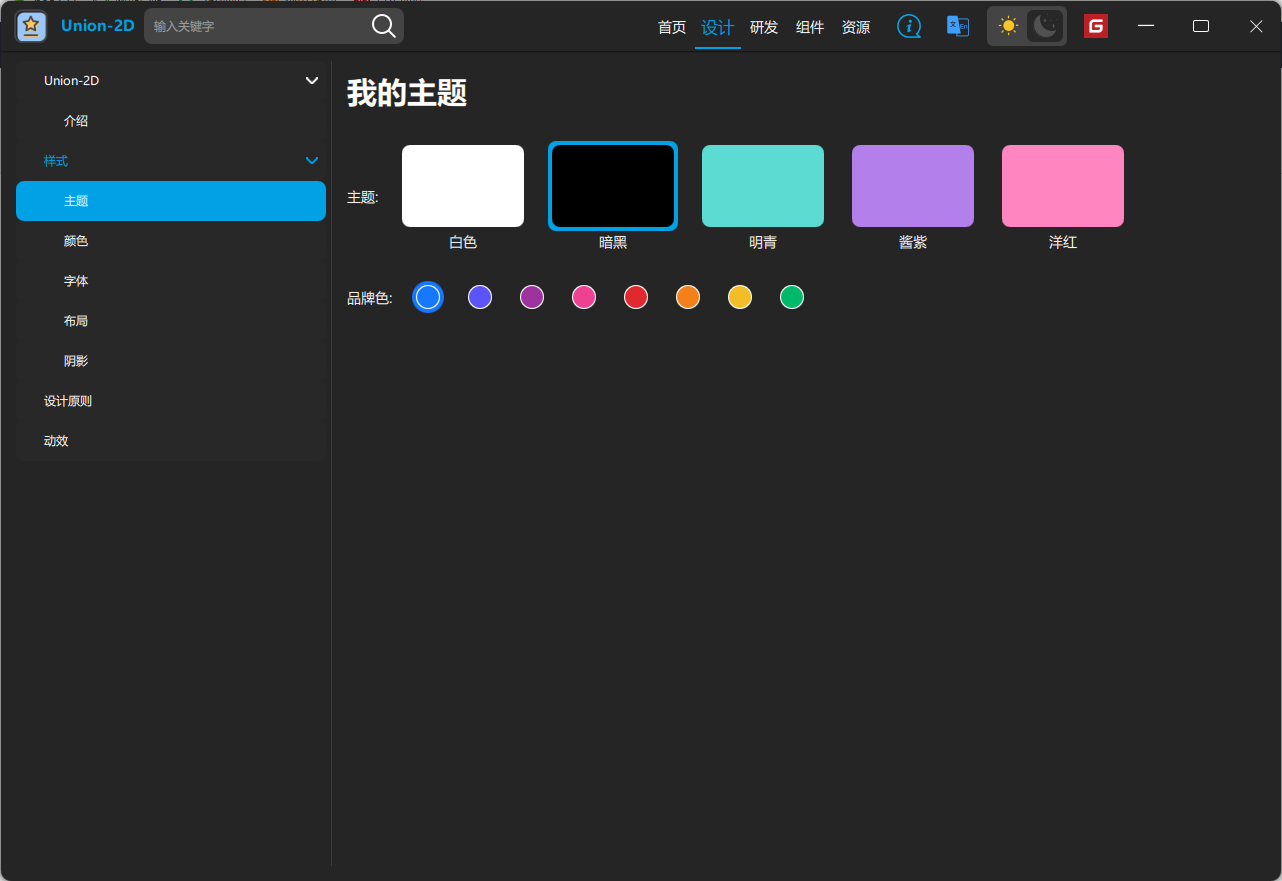 Union-2D
输入关键字
首页 设计 研发 组件 资源
Union-2D
介绍
样式
主题
颜色
字体
布局
阴影
设计原则
动效
我的主题
主题:
白色 暗黑 明青 酱紫 洋红
品牌色: